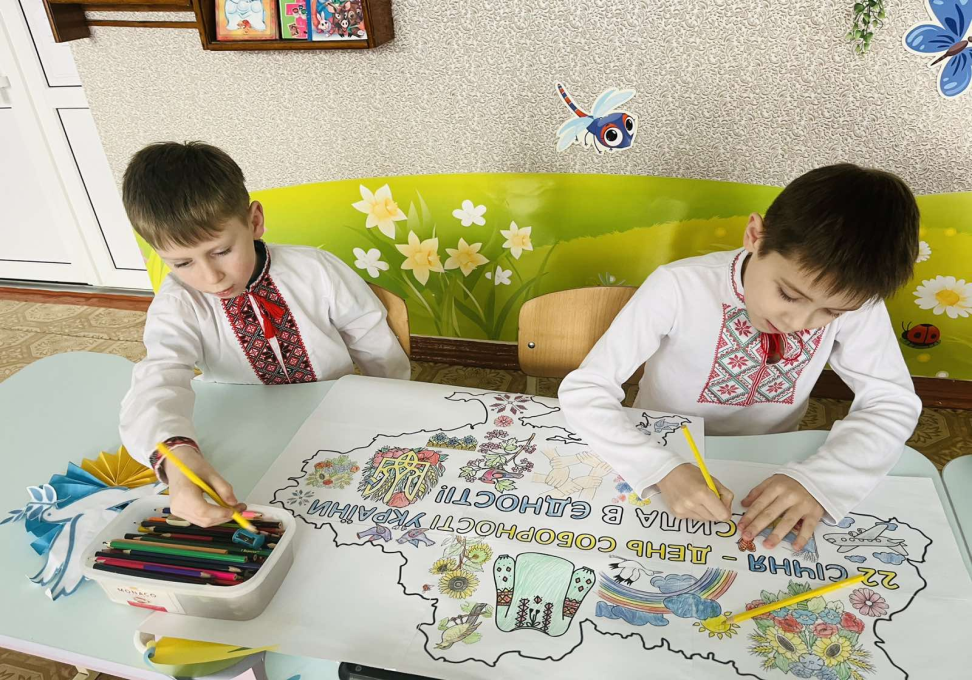 22 СІЧНЯ – ДЕНЬ СОБОРНОСТІ УКРАЇНИ
СИЛА В ЄДНОСТІ!
MONACO